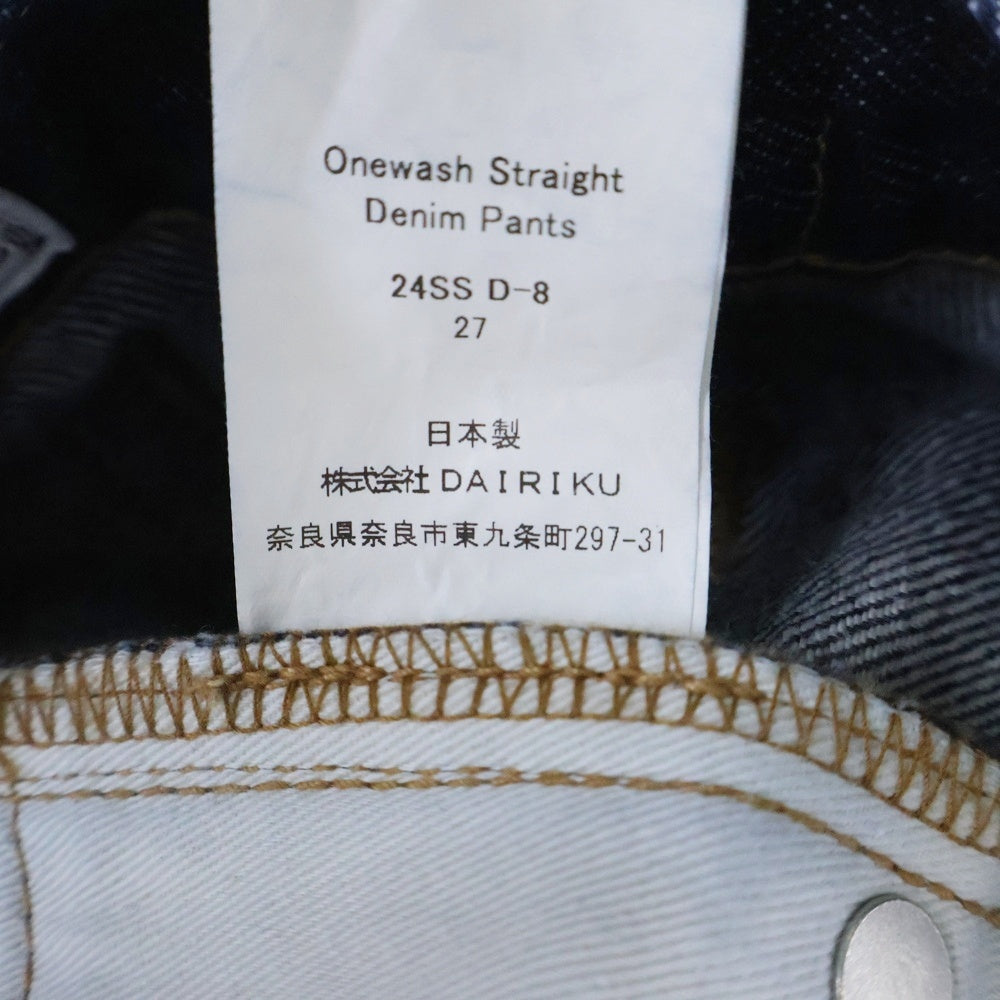 Onewash Straight
Denim Pants
24SS D-8
27
日本製
株式会社 DAIRIKU
奈良県奈良市東九条町297-31